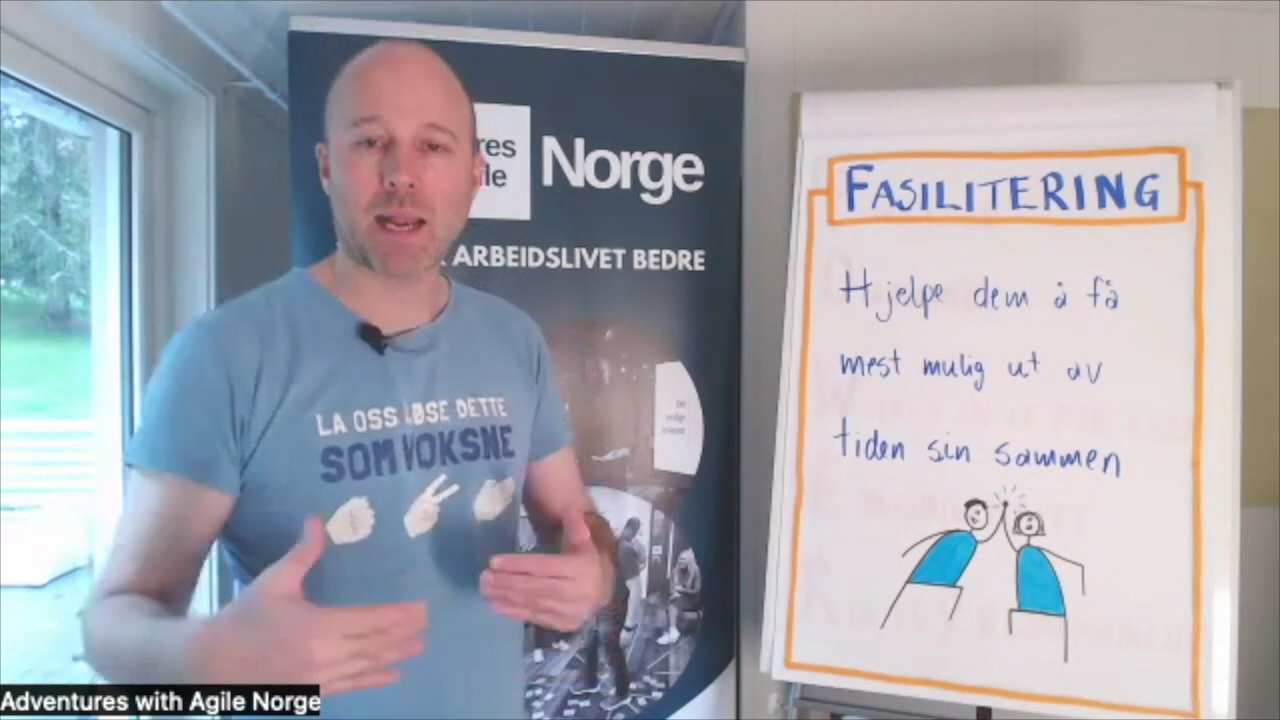 Norge
ARBEIDSLIVET BEDRE
LA OSS LØSE DETTE
SOM VOKSNE
FASILITERING
Hjelpe dem å få
mest mulig ut av
tiden sin sammen
Adventures with Agile Norge